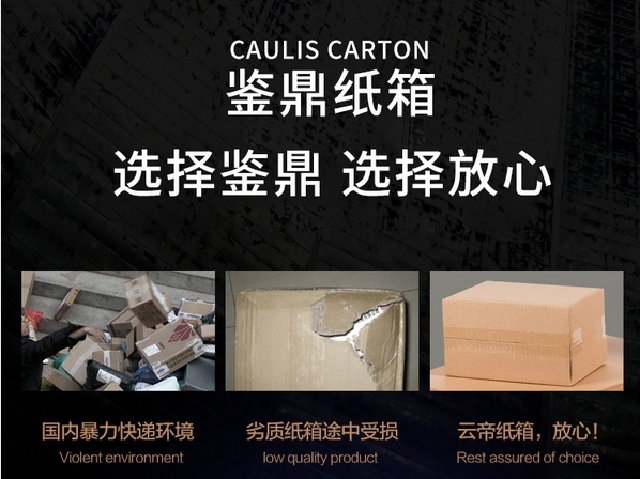 CAULIS CARTON
鉴鼎纸箱
选择鉴鼎 选择放心
国内暴力快递环境
Violent environment
劣质纸箱途中受损
low quality product
云帝纸箱，放心！
Rest assured of choice